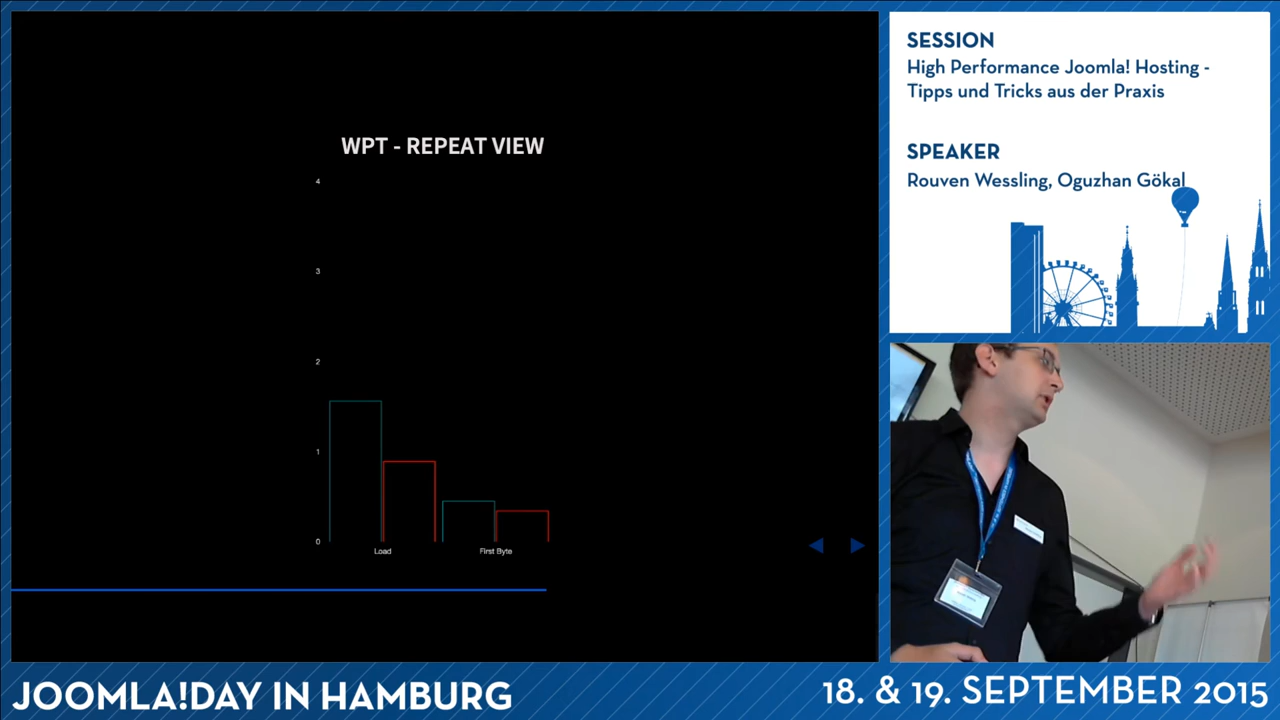 WPT - REPEAT VIEW
4
3
2
1
0
Load
First Byte
SESSION
High Performance Joomla! Hosting -
Tipps und Tricks aus der Praxis
SPEAKER
Rouven Wessling, Oguzhan Gökal
JOOMLA!DAY IN HAMBURG
18. & 19. SEPTEMBER 2015